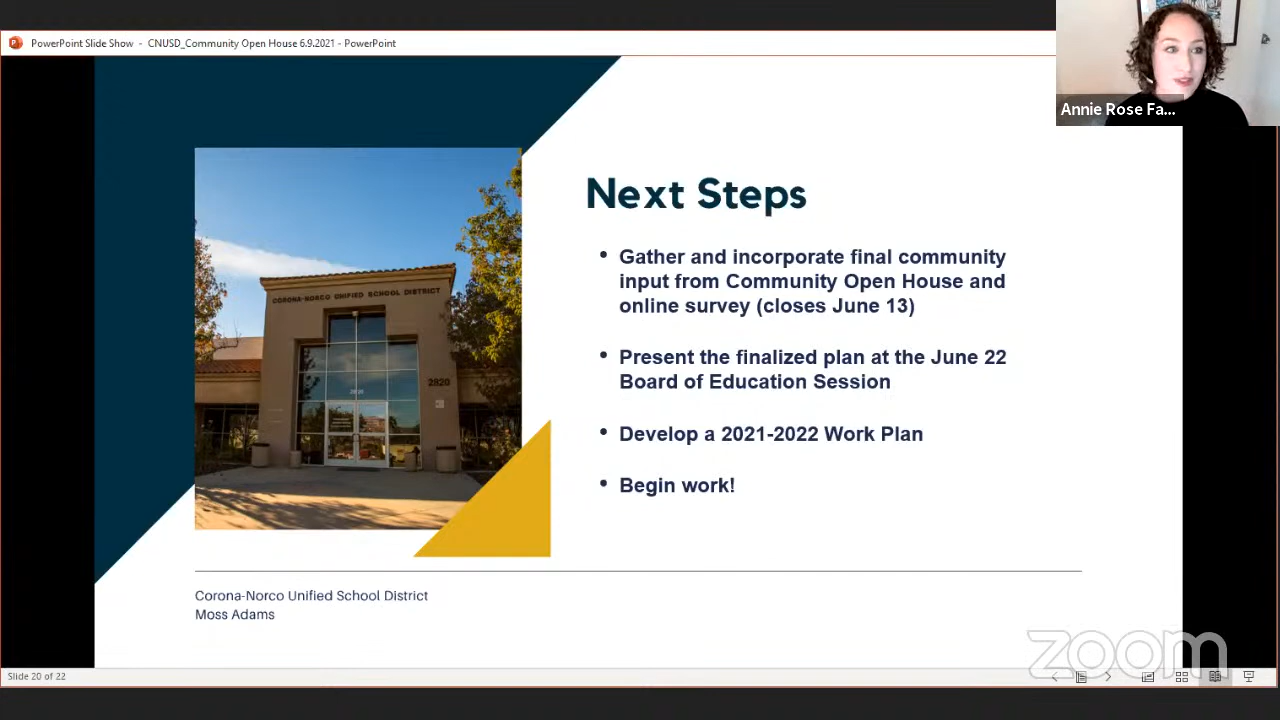 PowerPoint Slide Show - CNUSD_Community Open House 6.9.2021 - PowerPoint
Annie Rose Fa...
CORONA-NORCO UNIFIED SCHOOL DISTRICT
2820
Next Steps
• Gather and incorporate final community
input from Community Open House and
online survey (closes June 13)
• Present the finalized plan at the June 22
Board of Education Session
• Develop a 2021-2022 Work Plan
• Begin work!
Corona-Norco Unified School District
Moss Adams
zoom
Slide 20 of 22